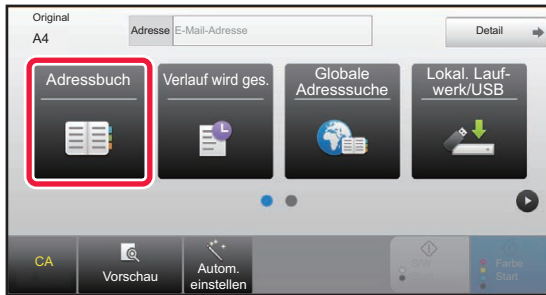 Original
A4
Adresse E-Mail-Adresse
Detail
Adressbuch
Verlauf wird ges.
Globale
Adresssuche
Lokal. Lauf-
werk/USB
CA
Vorschau
Autom.
einstellen
S/W
Start
Farbe
Start